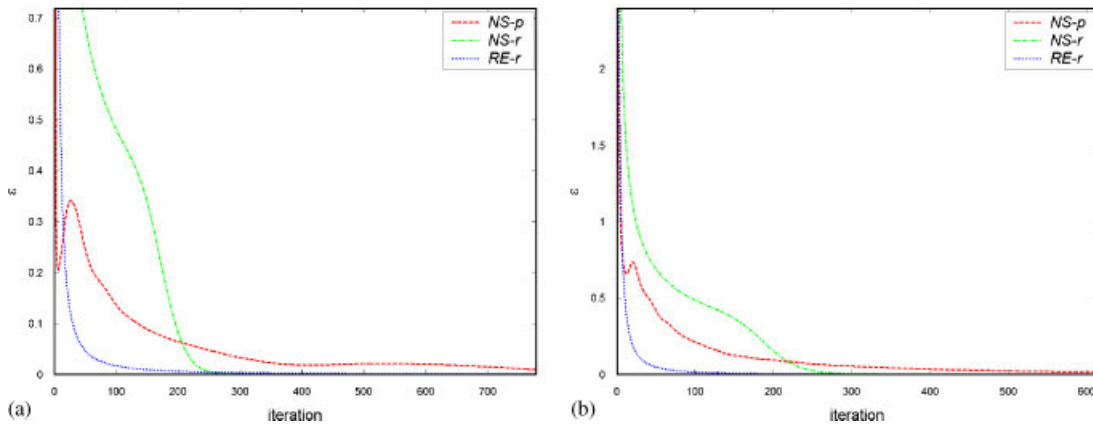 0.7
0.6
0.5
0.4
0.3
0.2
0.1
0
ε
0 100 200 300 400 500 600 700
iteration
NS-p
NS-r
RE-r
(a)
2
1.5
1
0.5
0
ε
0 100 200 300 400 500 600
iteration
NS-p
NS-r
RE-r
(b)